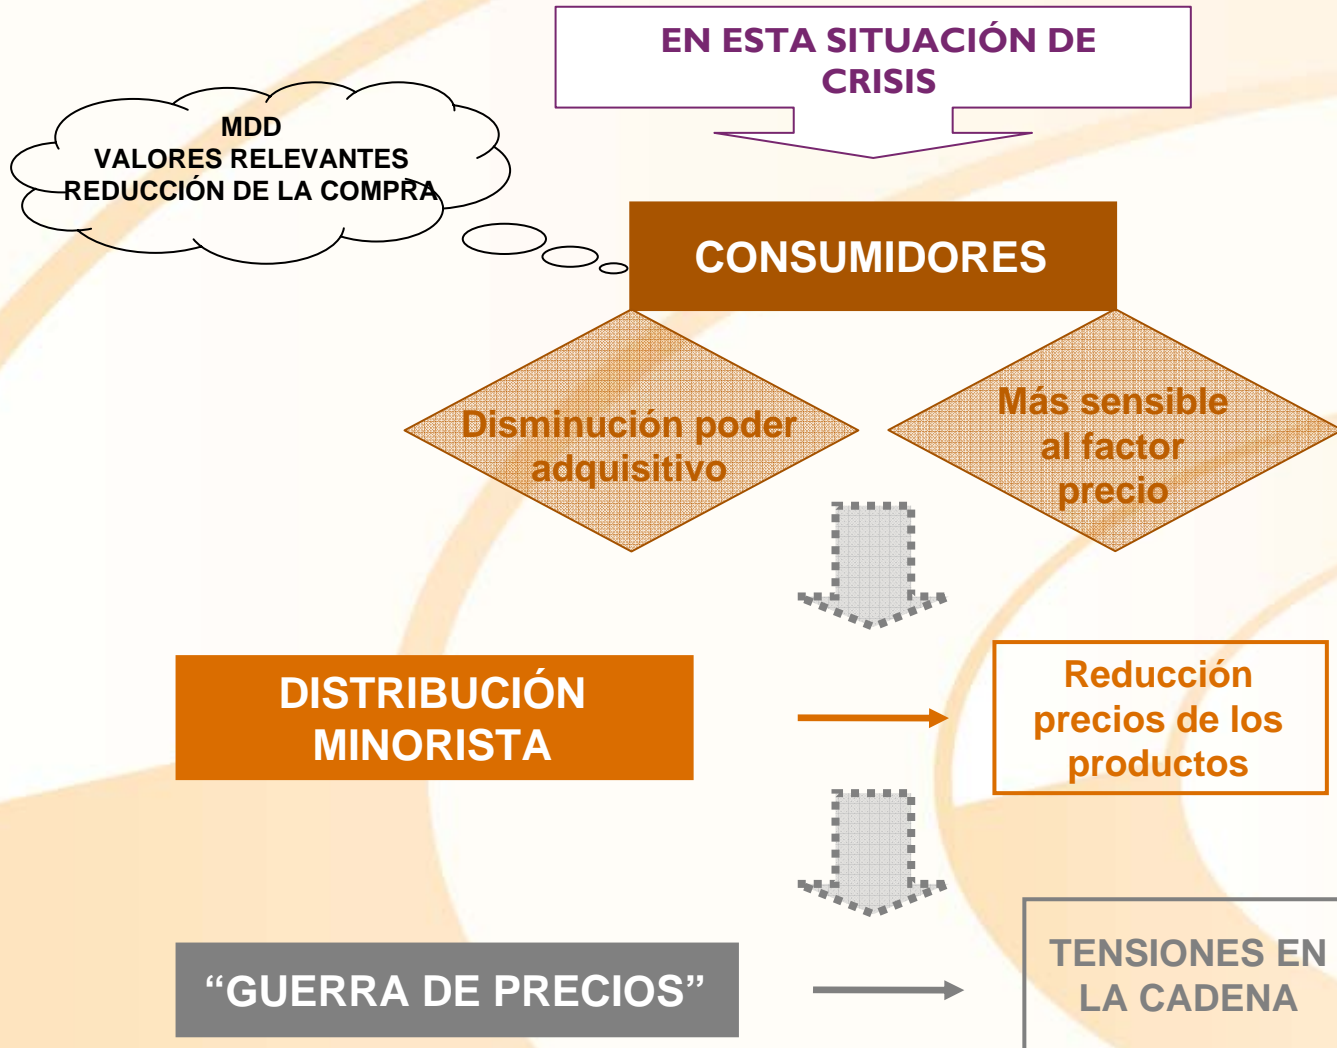 EN ESTA SITUACIÓN DE
CRISIS
MDD
VALORES RELEVANTES
REDUCCIÓN DE LA COMPRA
CONSUMIDORES
Disminución poder
adquisitivo
Más sensible
al factor
precio
DISTRIBUCIÓN
MINORISTA
Reducción
precios de los
productos
“GUERRA DE PRECIOS”
TENSIONES EN
LA CADENA